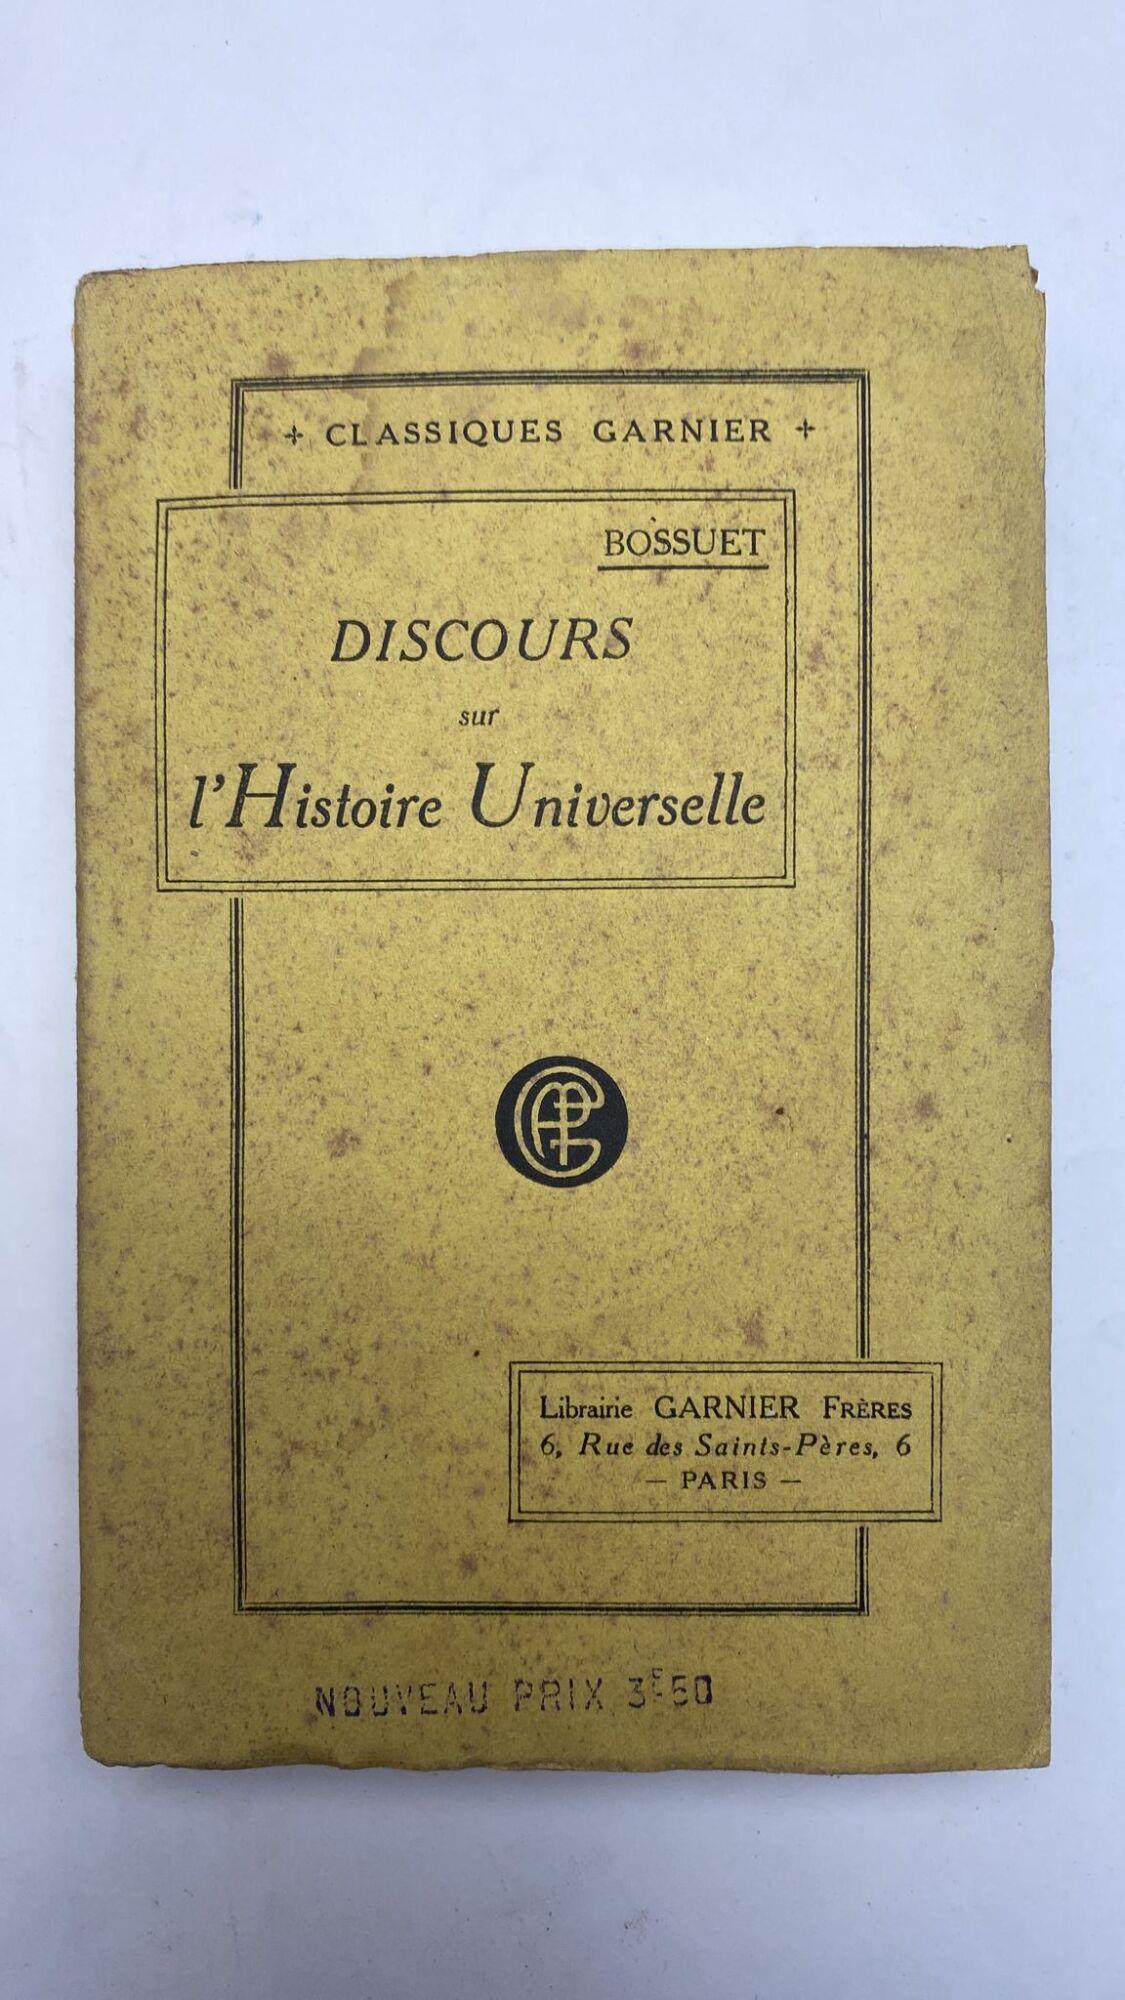 CLASSIQUES GARNIER
BOSSUET
DISCOURS
sur
l'Histoire Universelle
Librairie GARNIER FRÈRES
6, Rue des Saints-Pères, 6
— PARIS —
NOUVEAU PRIX 3F50